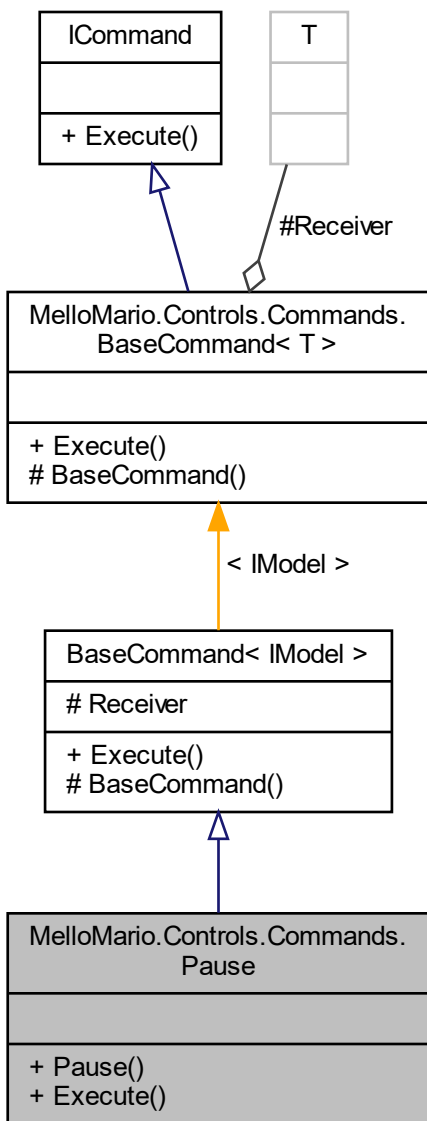 ICommand
+ Execute()
T
#Receiver
MelloMario.Controls.Commands.
BaseCommand< T >
+ Execute()
# BaseCommand()
< IModel >
BaseCommand< IModel >
# Receiver
+ Execute()
# BaseCommand()
MelloMario.Controls.Commands.
Pause
+ Pause()
+ Execute()